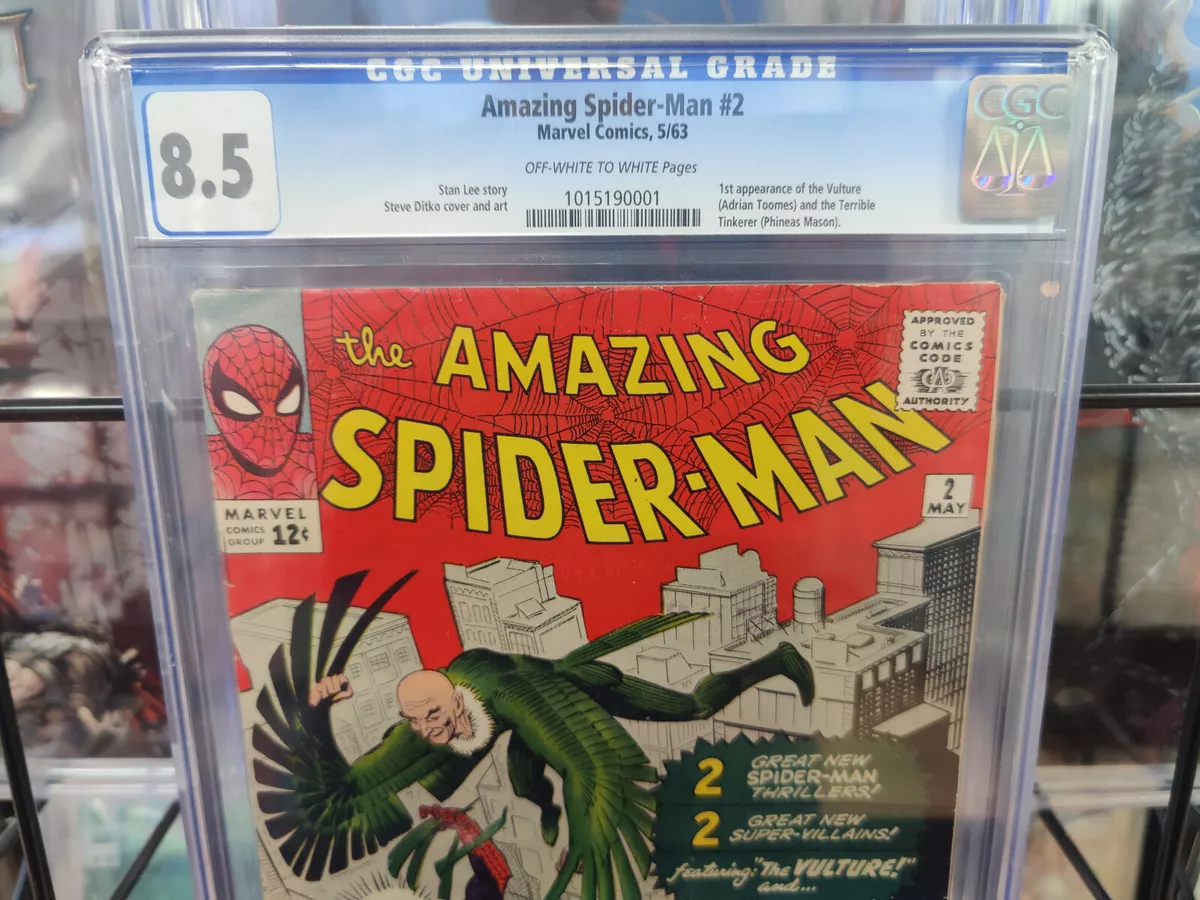 CGC UNIVERSAL GRADE
8.5
Amazing Spider-Man #2
Marvel Comics, 5/63
OFF-WHITE TO WHITE Pages
Stan Lee story
Steve Ditko cover and art
1015190001
1st appearance of the Vulture
(Adrian Toomes) and the Terrible
Tinkerer (Phineas Mason).
CGC
the AMAZING
SPIDER-MAN
APPROVED
BY THE
COMICS
CODE
CA
AUTHORITY
MARVEL
COMICS
GROUP 12¢
2
MAY
2 GREAT NEW
SPIDER-MAN
THRILLERS!
2 GREAT NEW
SUPER-VILLAINS!
featuring: "The VULTURE!"
and...